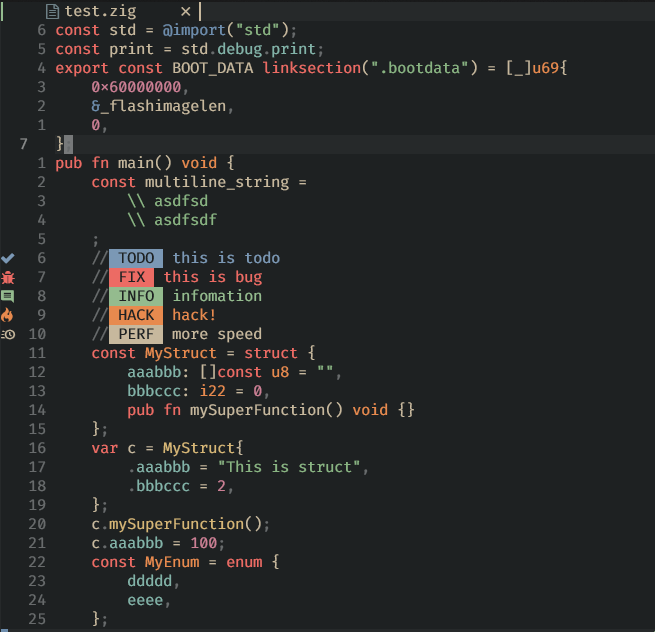 test.zig ×
6 const std = @import("std");
5 const print = std.debug.print;
4 export const BOOT_DATA linksection(".bootdata") = [_]u69{
3     0×60000000,
2     &_flashimagelen,
1     0,
7 };
1 pub fn main() void {
2     const multiline_string =
3         \\ asdfsd
4         \\ asdfsdf
5     ;
6     // TODO  this is todo
7     // FIX  this is bug
8     // INFO  infomation
9     // HACK  hack!
10     // PERF  more speed
11     const MyStruct = struct {
12         aaabbb: []const u8 = "",
13         bbbccc: i22 = 0,
14         pub fn mySuperFunction() void {}
15     };
16     var c = MyStruct{
17         .aaabbb = "This is struct",
18         .bbbccc = 2,
19     };
20     c.mySuperFunction();
21     c.aaabbb = 100;
22     const MyEnum = enum {
23         ddddd,
24         eeee,
25     };